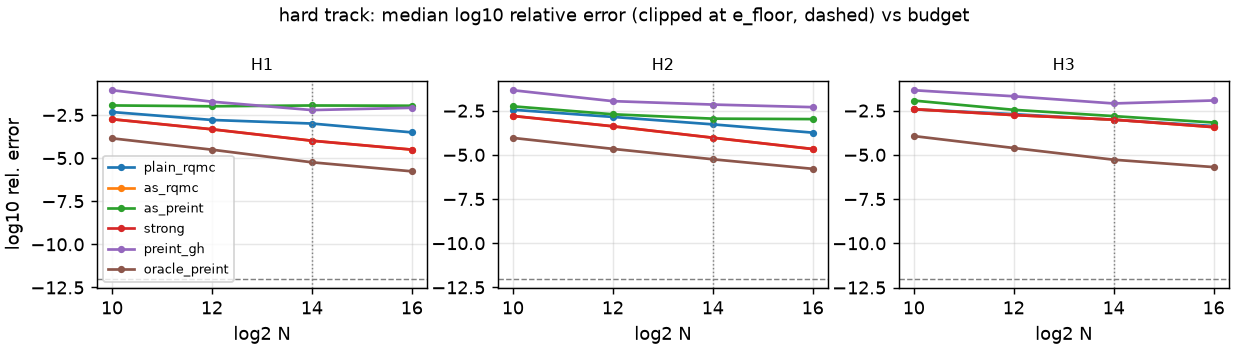 hard track: median log10 relative error (clipped at e_floor, dashed) vs budget
H1
H2
H3
log10 rel. error
−2.5
−5.0
−7.5
−10.0
−12.5
plain_rqmc
as_rqmc
as_preint
strong
preint_gh
oracle_preint
10
12
14
16
log2 N
−2.5
−5.0
−7.5
−10.0
−12.5
10
12
14
16
log2 N
−2.5
−5.0
−7.5
−10.0
−12.5
10
12
14
16
log2 N